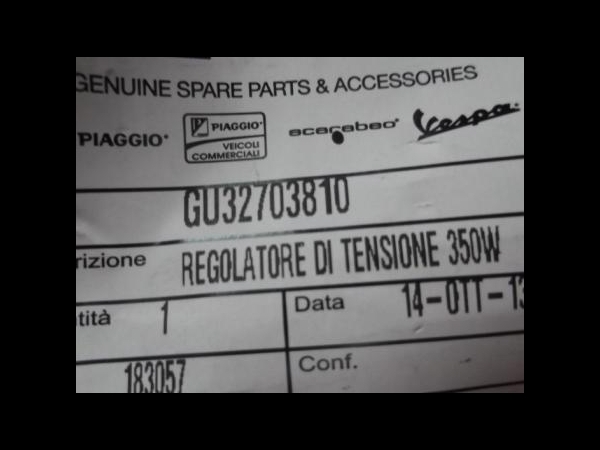 GENUINE SPARE PARTS & ACCESSORIES
PIAGGIO PIAGGIO scarabeo Vespa
VEICOLI
COMMERCIALI
GU32703810
rizione REGOLATORE DI TENSIONE 350W
tità 1 Data 14-OTT-13
183057 Conf.